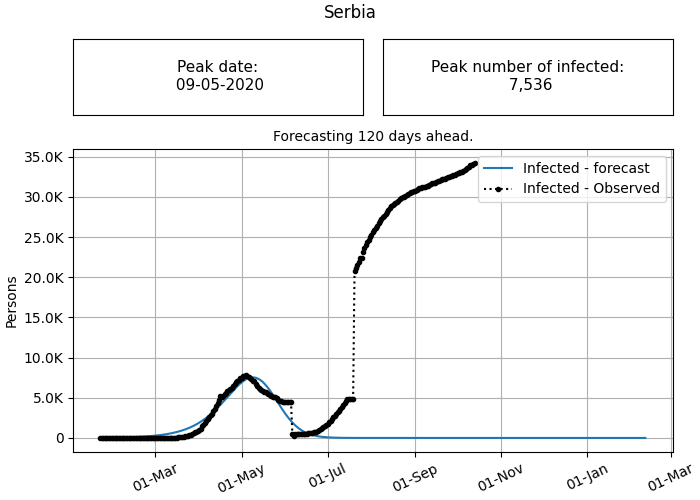 Serbia
Peak date:
09-05-2020
Peak number of infected:
7,536
Forecasting 120 days ahead.
35.0K
30.0K
25.0K
20.0K
15.0K
10.0K
5.0K
0
Persons
Infected - forecast
Infected - Observed
01-Mar
01-May
01-Jul
01-Sep
01-Nov
01-Jan
01-Mar